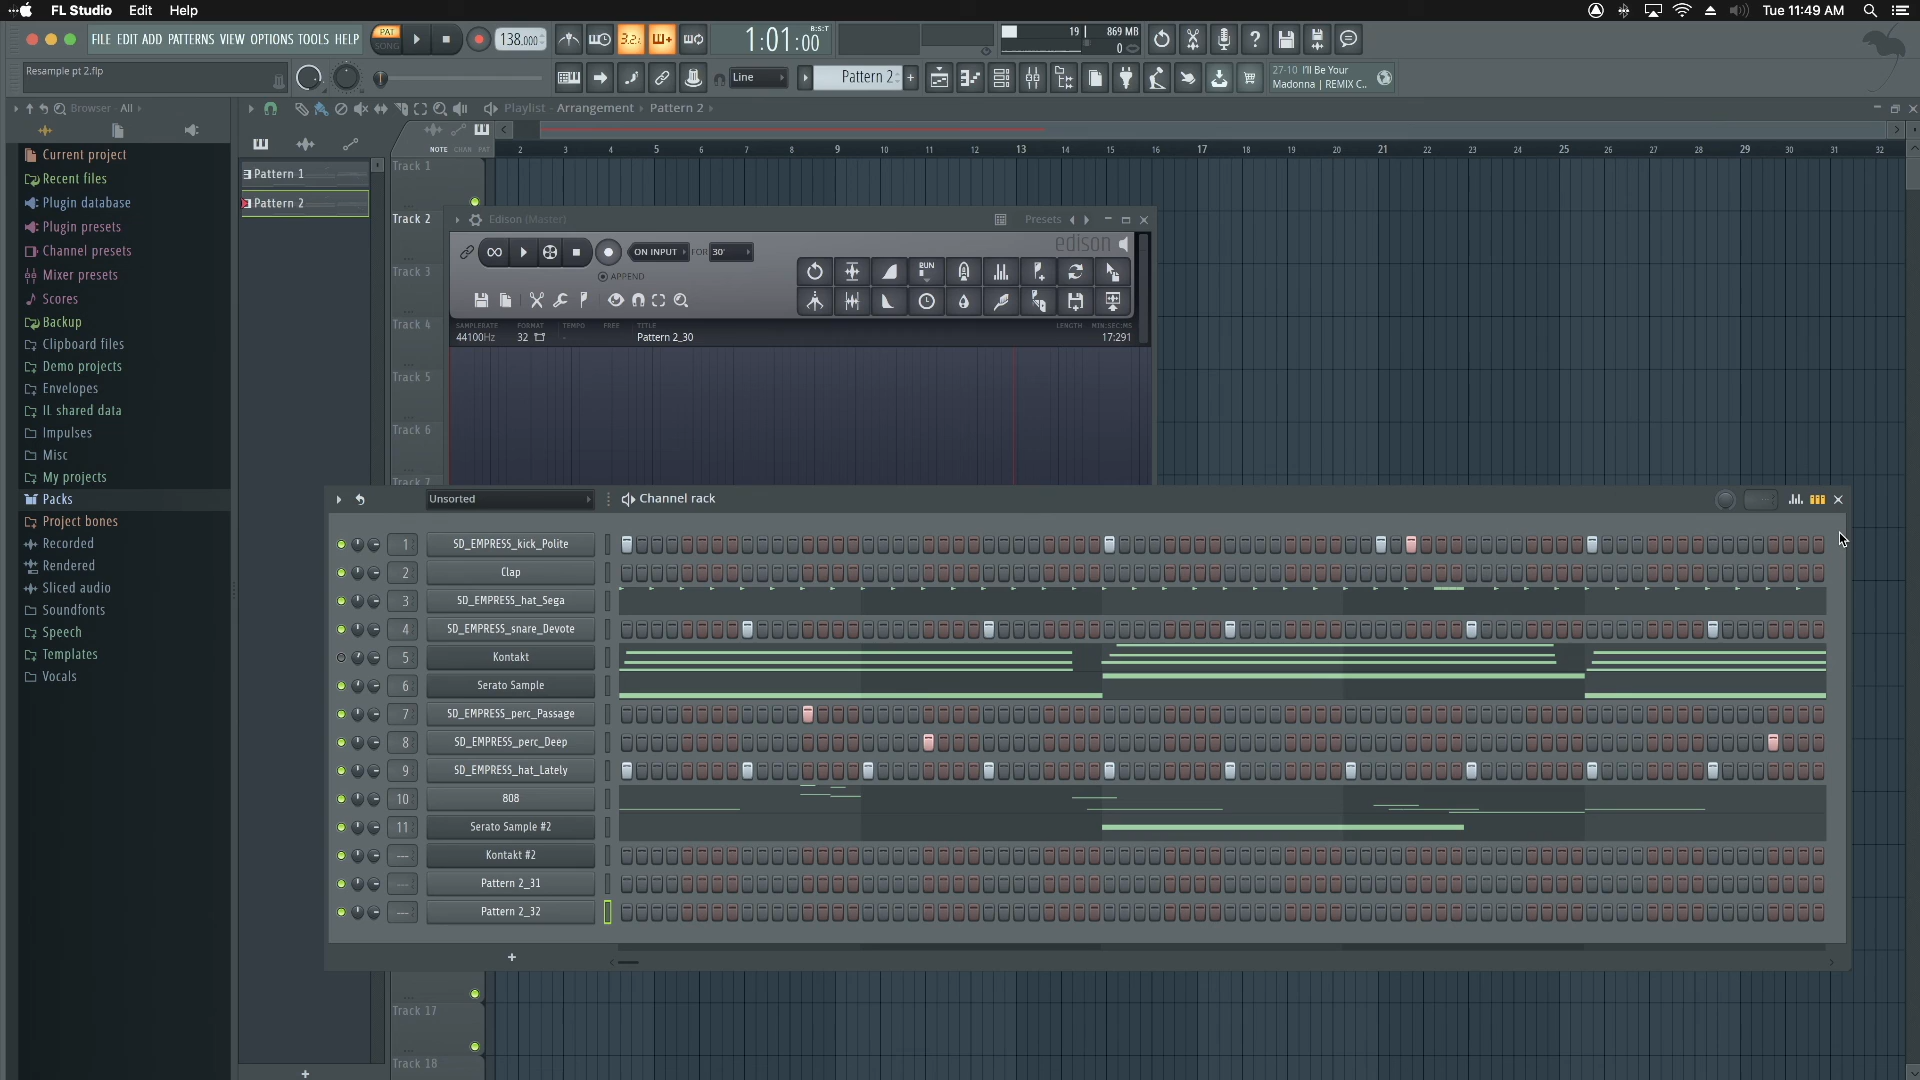 FL Studio Edit Help
Tue 11:49 AM
FILE EDIT ADD PATTERNS VIEW OPTIONS TOOLS HELP
PAT
SONG
138.000
3.2.
1:01:00
B:S:T
19
869 MB
0
Resample pt 2.flp
Line
Pattern 2
27-10 I'll Be Your
Madonna | REMIX C..
Browser - All
Playlist - Arrangement › Pattern 2
NOTE CHAN PAT
2 3 4 5 6 7 8 9 10 11 12 13 14 15 16 17 18 19 20 21 22 23 24 25 26 27 28 29 30 31 32
Current project
Recent files
Plugin database
Plugin presets
Channel presets
Mixer presets
Scores
Backup
Clipboard files
Demo projects
Envelopes
IL shared data
Impulses
Misc
My projects
Packs
Project bones
Recorded
Rendered
Sliced audio
Soundfonts
Speech
Templates
Vocals
Pattern 1
Pattern 2
Track 1
Track 2
Track 3
Track 4
Track 5
Track 6
Track 7
Track 17
Track 18
Edison (Master)
Presets
ON INPUT
FOR
30'
APPEND
edison
RUN
SAMPLERATE FORMAT TEMPO FREE TITLE LENGTH MIN:SEC:MS
44100Hz 32 Pattern 2_30 17:291
Unsorted
Channel rack
1 SD_EMPRESS_kick_Polite
2 Clap
3 SD_EMPRESS_hat_Sega
4 SD_EMPRESS_snare_Devote
5 Kontakt
6 Serato Sample
7 SD_EMPRESS_perc_Passage
8 SD_EMPRESS_perc_Deep
9 SD_EMPRESS_hat_Lately
10 808
11 Serato Sample #2
--- Kontakt #2
--- Pattern 2_31
--- Pattern 2_32
+